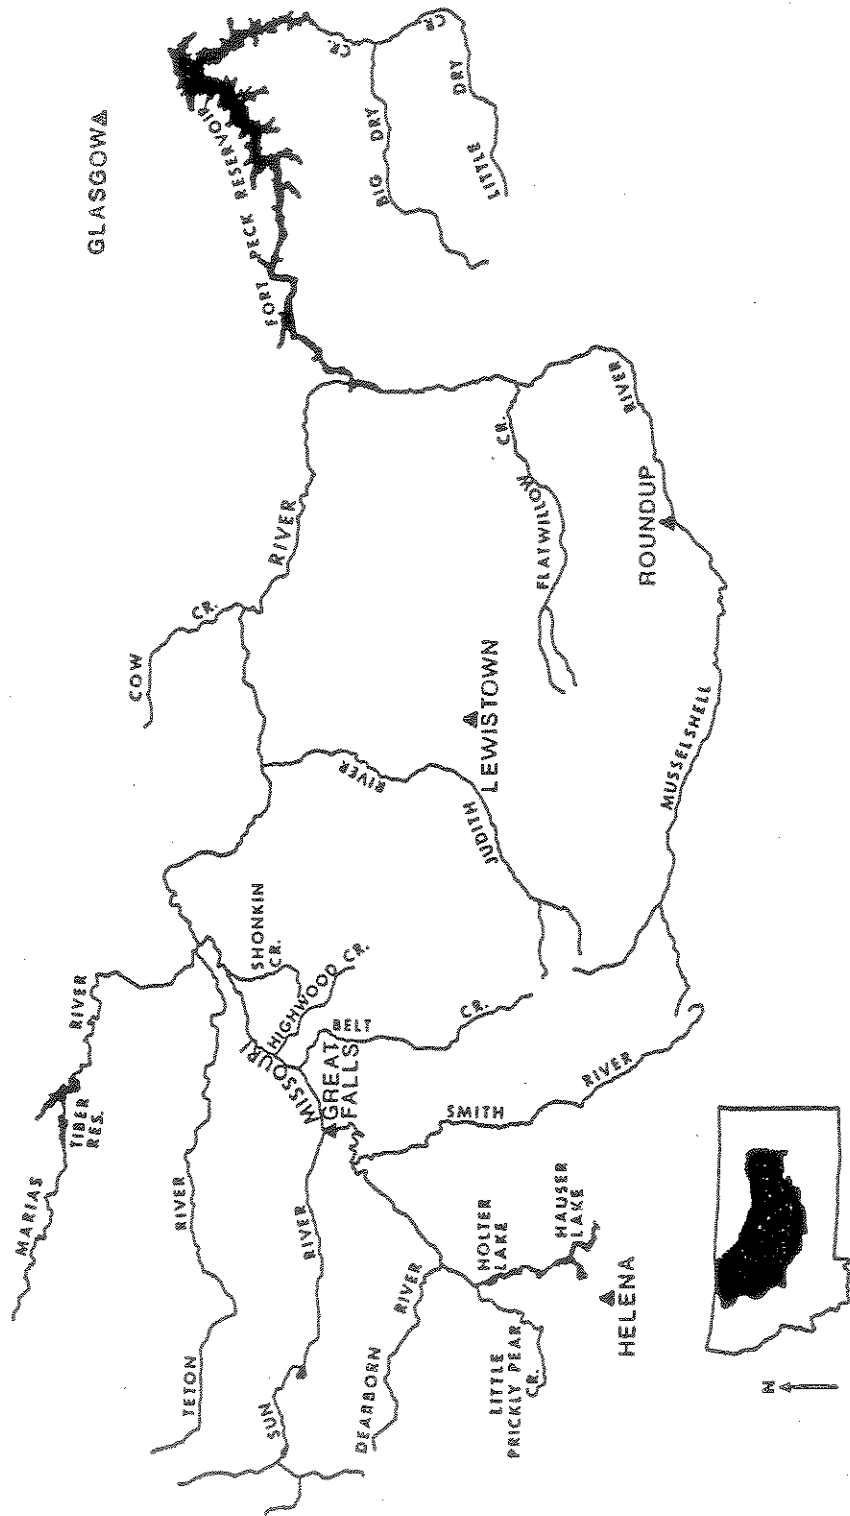 MARIAS
TIBER
RES.
RIVER
GLASGOW
COW
CR.
TETON
RIVER
FORT PECK RESERVOIR
SHONKIN
CR.
RIVER
SUN
RIVER
MISSOURI
HIGHWOOD
CR.
GREAT
FALLS
BELT
CR.
RIVER
BIG DRY
CR.
DEARBORN
RIVER
SMITH
RIVER
JUDITH
LEWISTOWN
LITTLE DRY
CR.
HOLTER
LAKE
LITTLE
PRICKLY PEAR
CR.
HAUSER
LAKE
FLATWILLOW
CR.
HELENA
ROUNDUP
RIVER
MUSSELSHELL
N